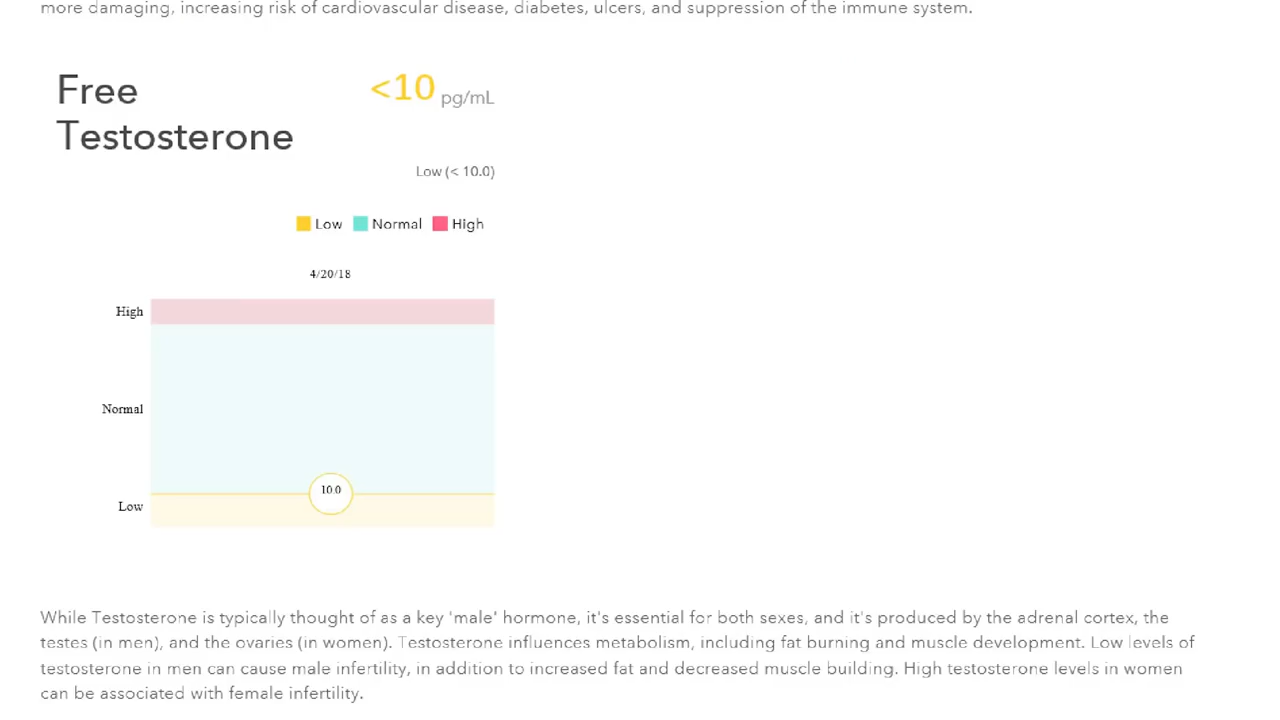 more damaging, increasing risk of cardiovascular disease, diabetes, ulcers, and suppression of the immune system.
Free
Testosterone
<10 pg/mL
Low (< 10.0)
Low Normal High
4/20/18
High
Normal
10.0
Low
While Testosterone is typically thought of as a key 'male' hormone, it's essential for both sexes, and it's produced by the adrenal cortex, the
testes (in men), and the ovaries (in women). Testosterone influences metabolism, including fat burning and muscle development. Low levels of
testosterone in men can cause male infertility, in addition to increased fat and decreased muscle building. High testosterone levels in women
can be associated with female infertility.